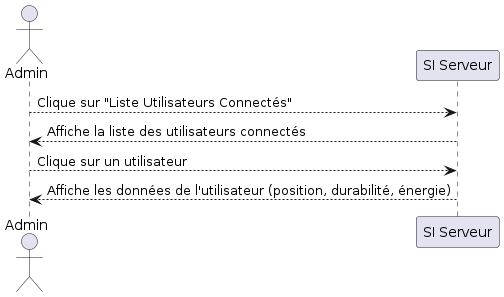 SI Serveur
Admin
Clique sur "Liste Utilisateurs Connectés"
Affiche la liste des utilisateurs connectés
Clique sur un utilisateur
Affiche les données de l'utilisateur (position, durabilité, énergie)
Admin
SI Serveur